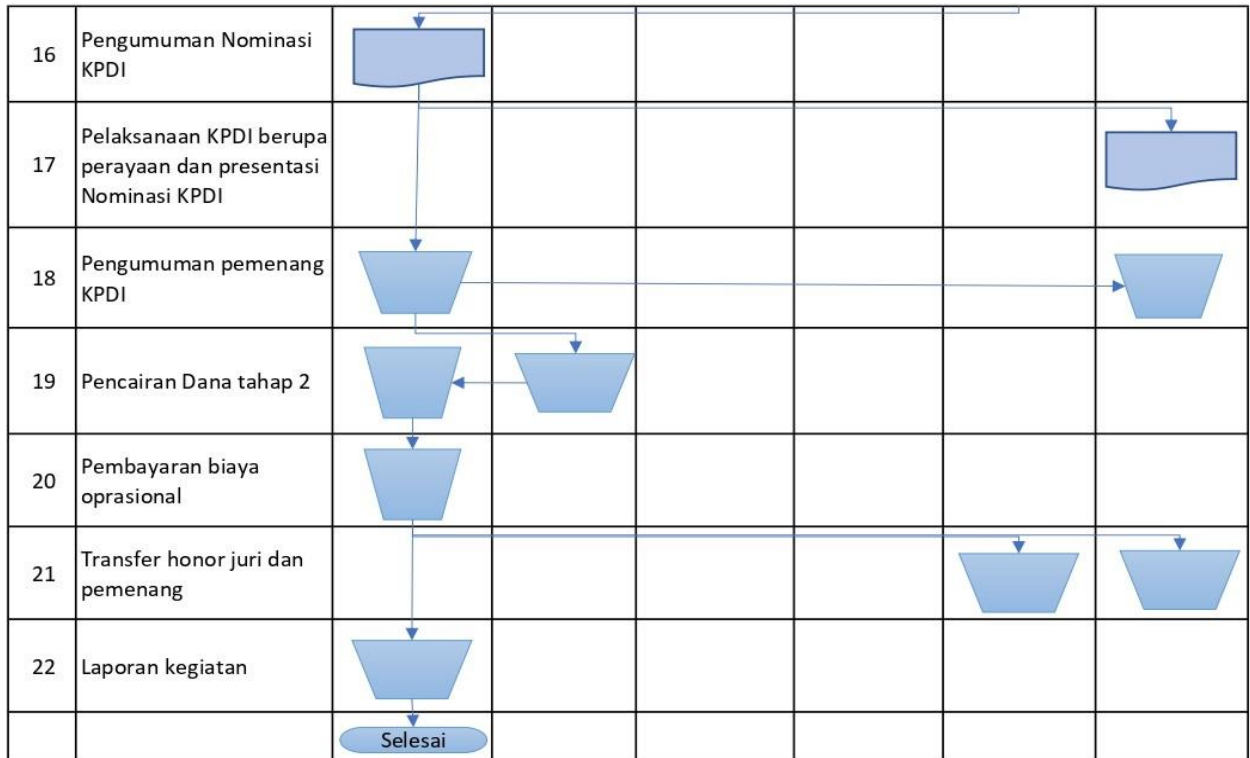 16
Pengumuman Nominasi
KPDI
17
Pelaksanaan KPDI berupa
perayaan dan presentasi
Nominasi KPDI
18
Pengumuman pemenang
KPDI
19
Pencairan Dana tahap 2
20
Pembayaran biaya
oprasional
21
Transfer honor juri dan
pemenang
22
Laporan kegiatan
Selesai